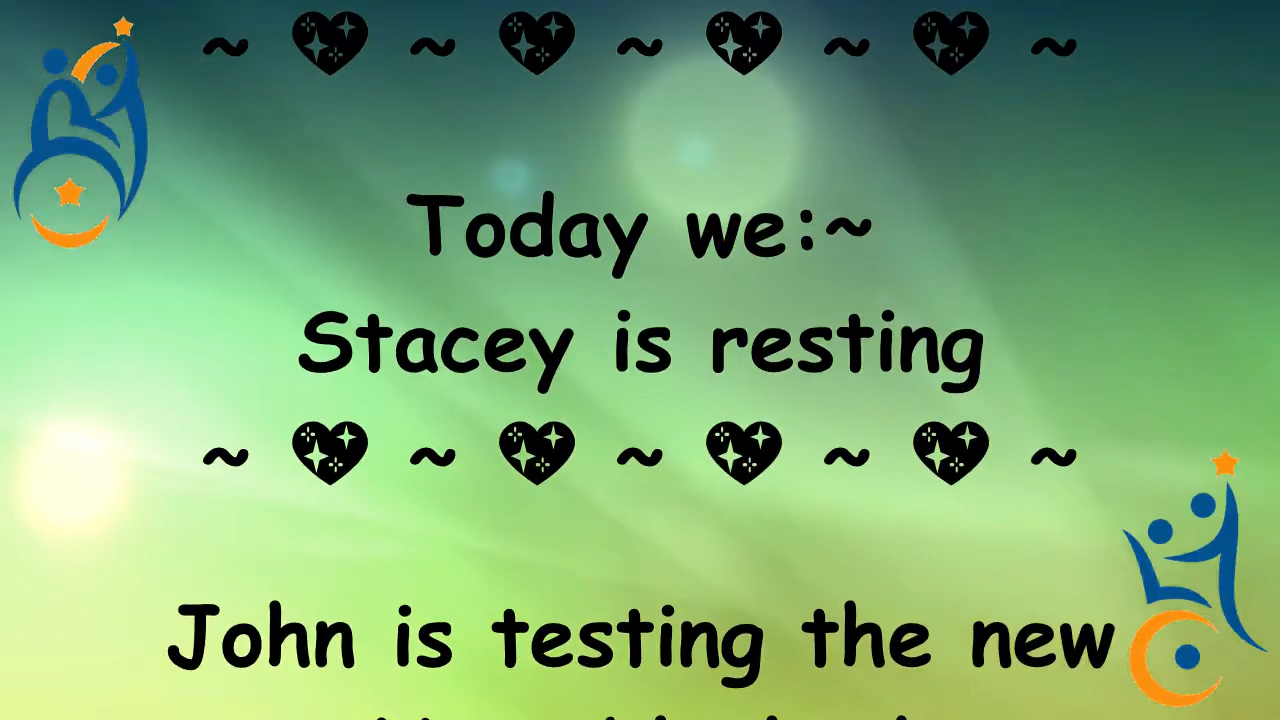 ~ 💖 ~ 💖 ~ 💖 ~ 💖 ~
Today we:~
Stacey is resting
~ 💖 ~ 💖 ~ 💖 ~ 💖 ~
John is testing the new